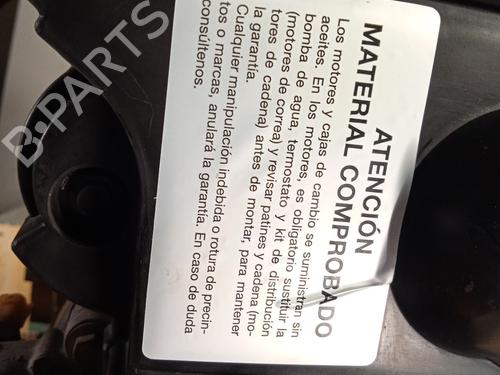 ATENCIÓN
MATERIAL COMPROBADO
Los motores y cajas de cambio se suministran sin
aceites. En los motores, es obligatorio sustituir la
bomba de agua, termostato y kit de distribución
(motores de correa) y revisar patines y cadena (mo-
tores de cadena) antes de montar, para mantener
la garantía.
Cualquier manipulación indebida o rotura de precin-
tos o marcas, anulará la garantía. En caso de duda
consúltenos.
B-PARTS